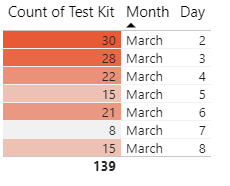 Count of Test Kit Month Day
30 March 2
28 March 3
22 March 4
15 March 5
21 March 6
8 March 7
15 March 8
139